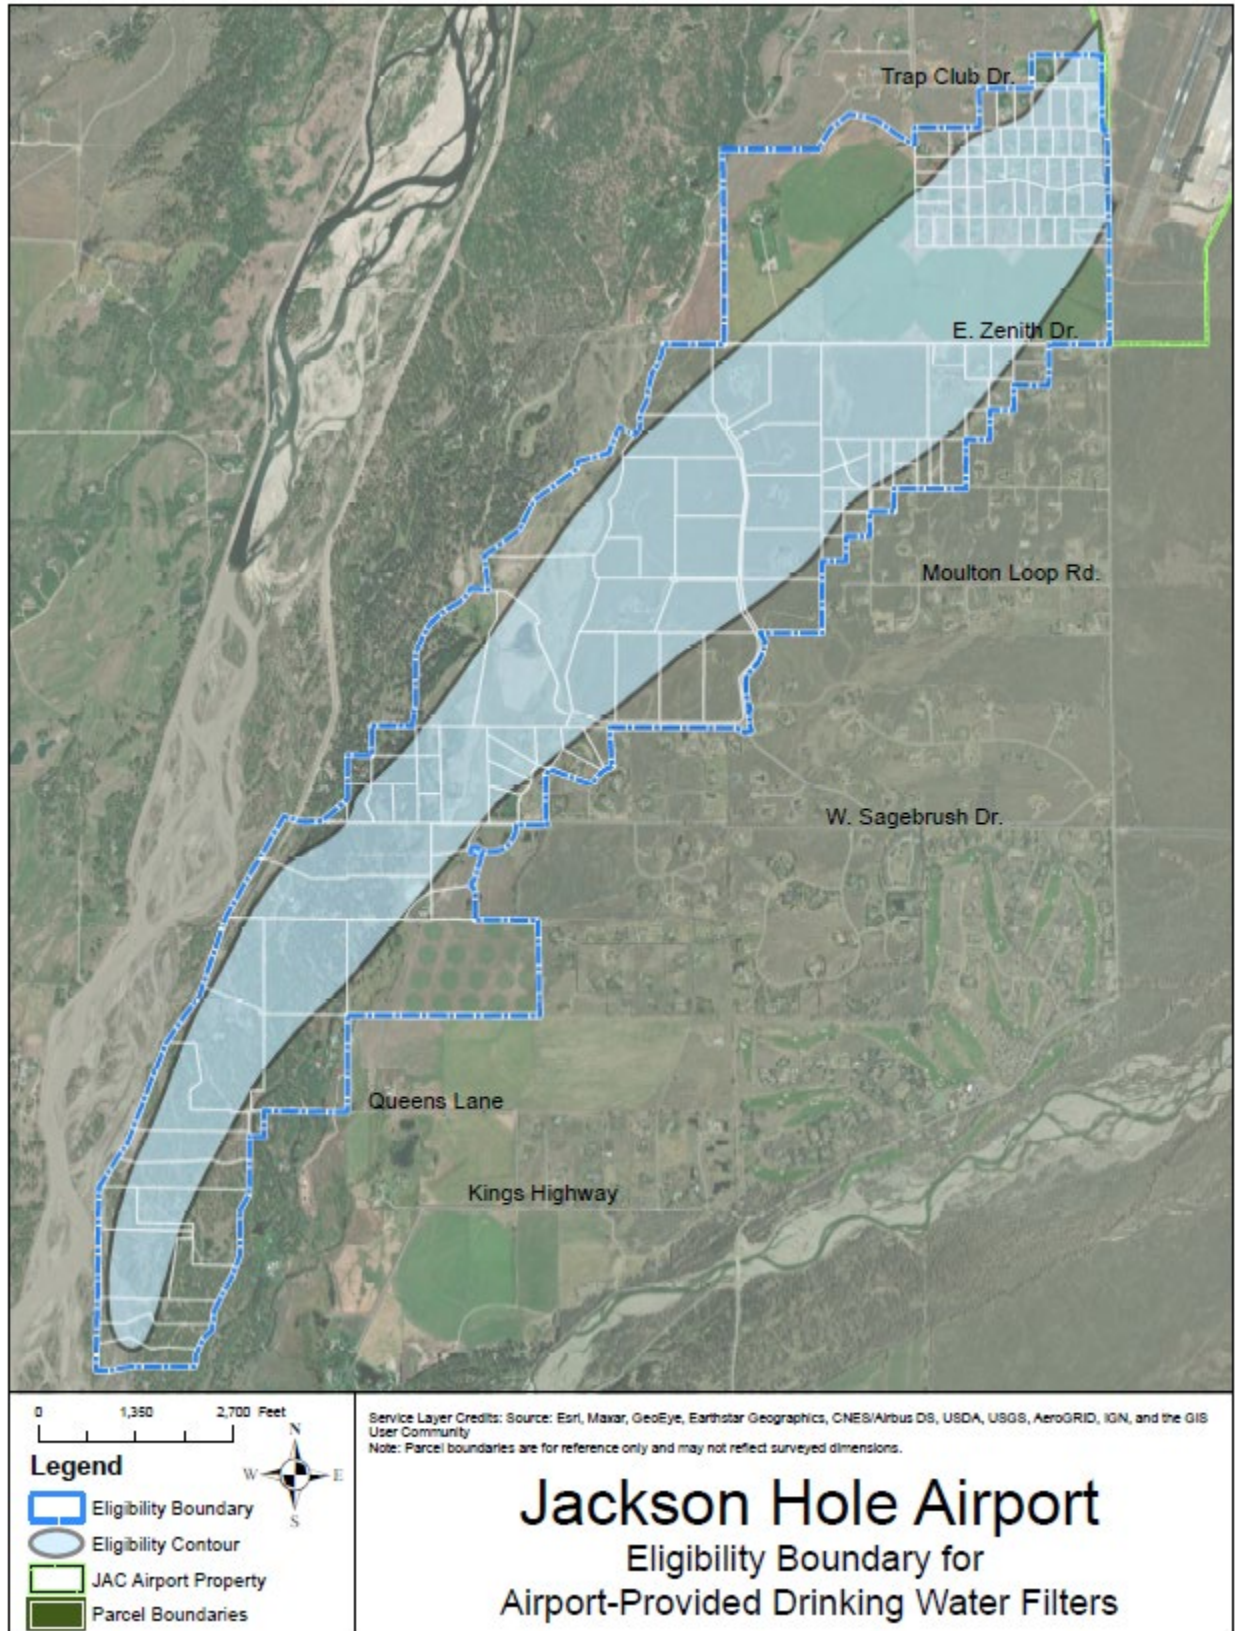 Trap Club Dr.
E. Zenith Dr.
Moulton Loop Rd.
W. Sagebrush Dr.
Queens Lane
Kings Highway
0 1,350 2,700 Feet
N
W E
S
Legend
Eligibility Boundary
Eligibility Contour
JAC Airport Property
Parcel Boundaries
Service Layer Credits: Source: Esri, Maxar, GeoEye, Earthstar Geographics, CNES/Airbus DS, USDA, USGS, AeroGRID, IGN, and the GIS
User Community
Note: Parcel boundaries are for reference only and may not reflect surveyed dimensions.
Jackson Hole Airport
Eligibility Boundary for
Airport-Provided Drinking Water Filters